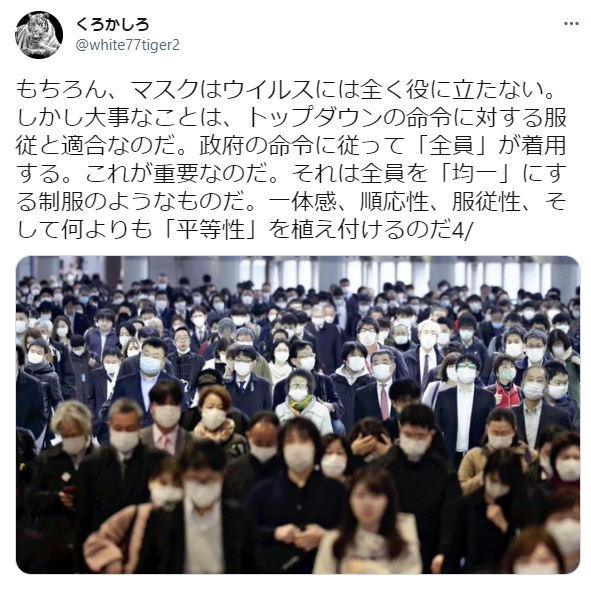 くろかしろ
@white77tiger2
もちろん、マスクはウイルスには全く役に立たない。
しかし大事なことは、トップダウンの命令に対する服
従と適合なのだ。政府の命令に従って「全員」が着用
する。これが重要なのだ。それは全員を「均一」にす
る制服のようなものだ。一体感、順応性、服従性、そ
して何よりも「平等性」を植え付けるのだ4/